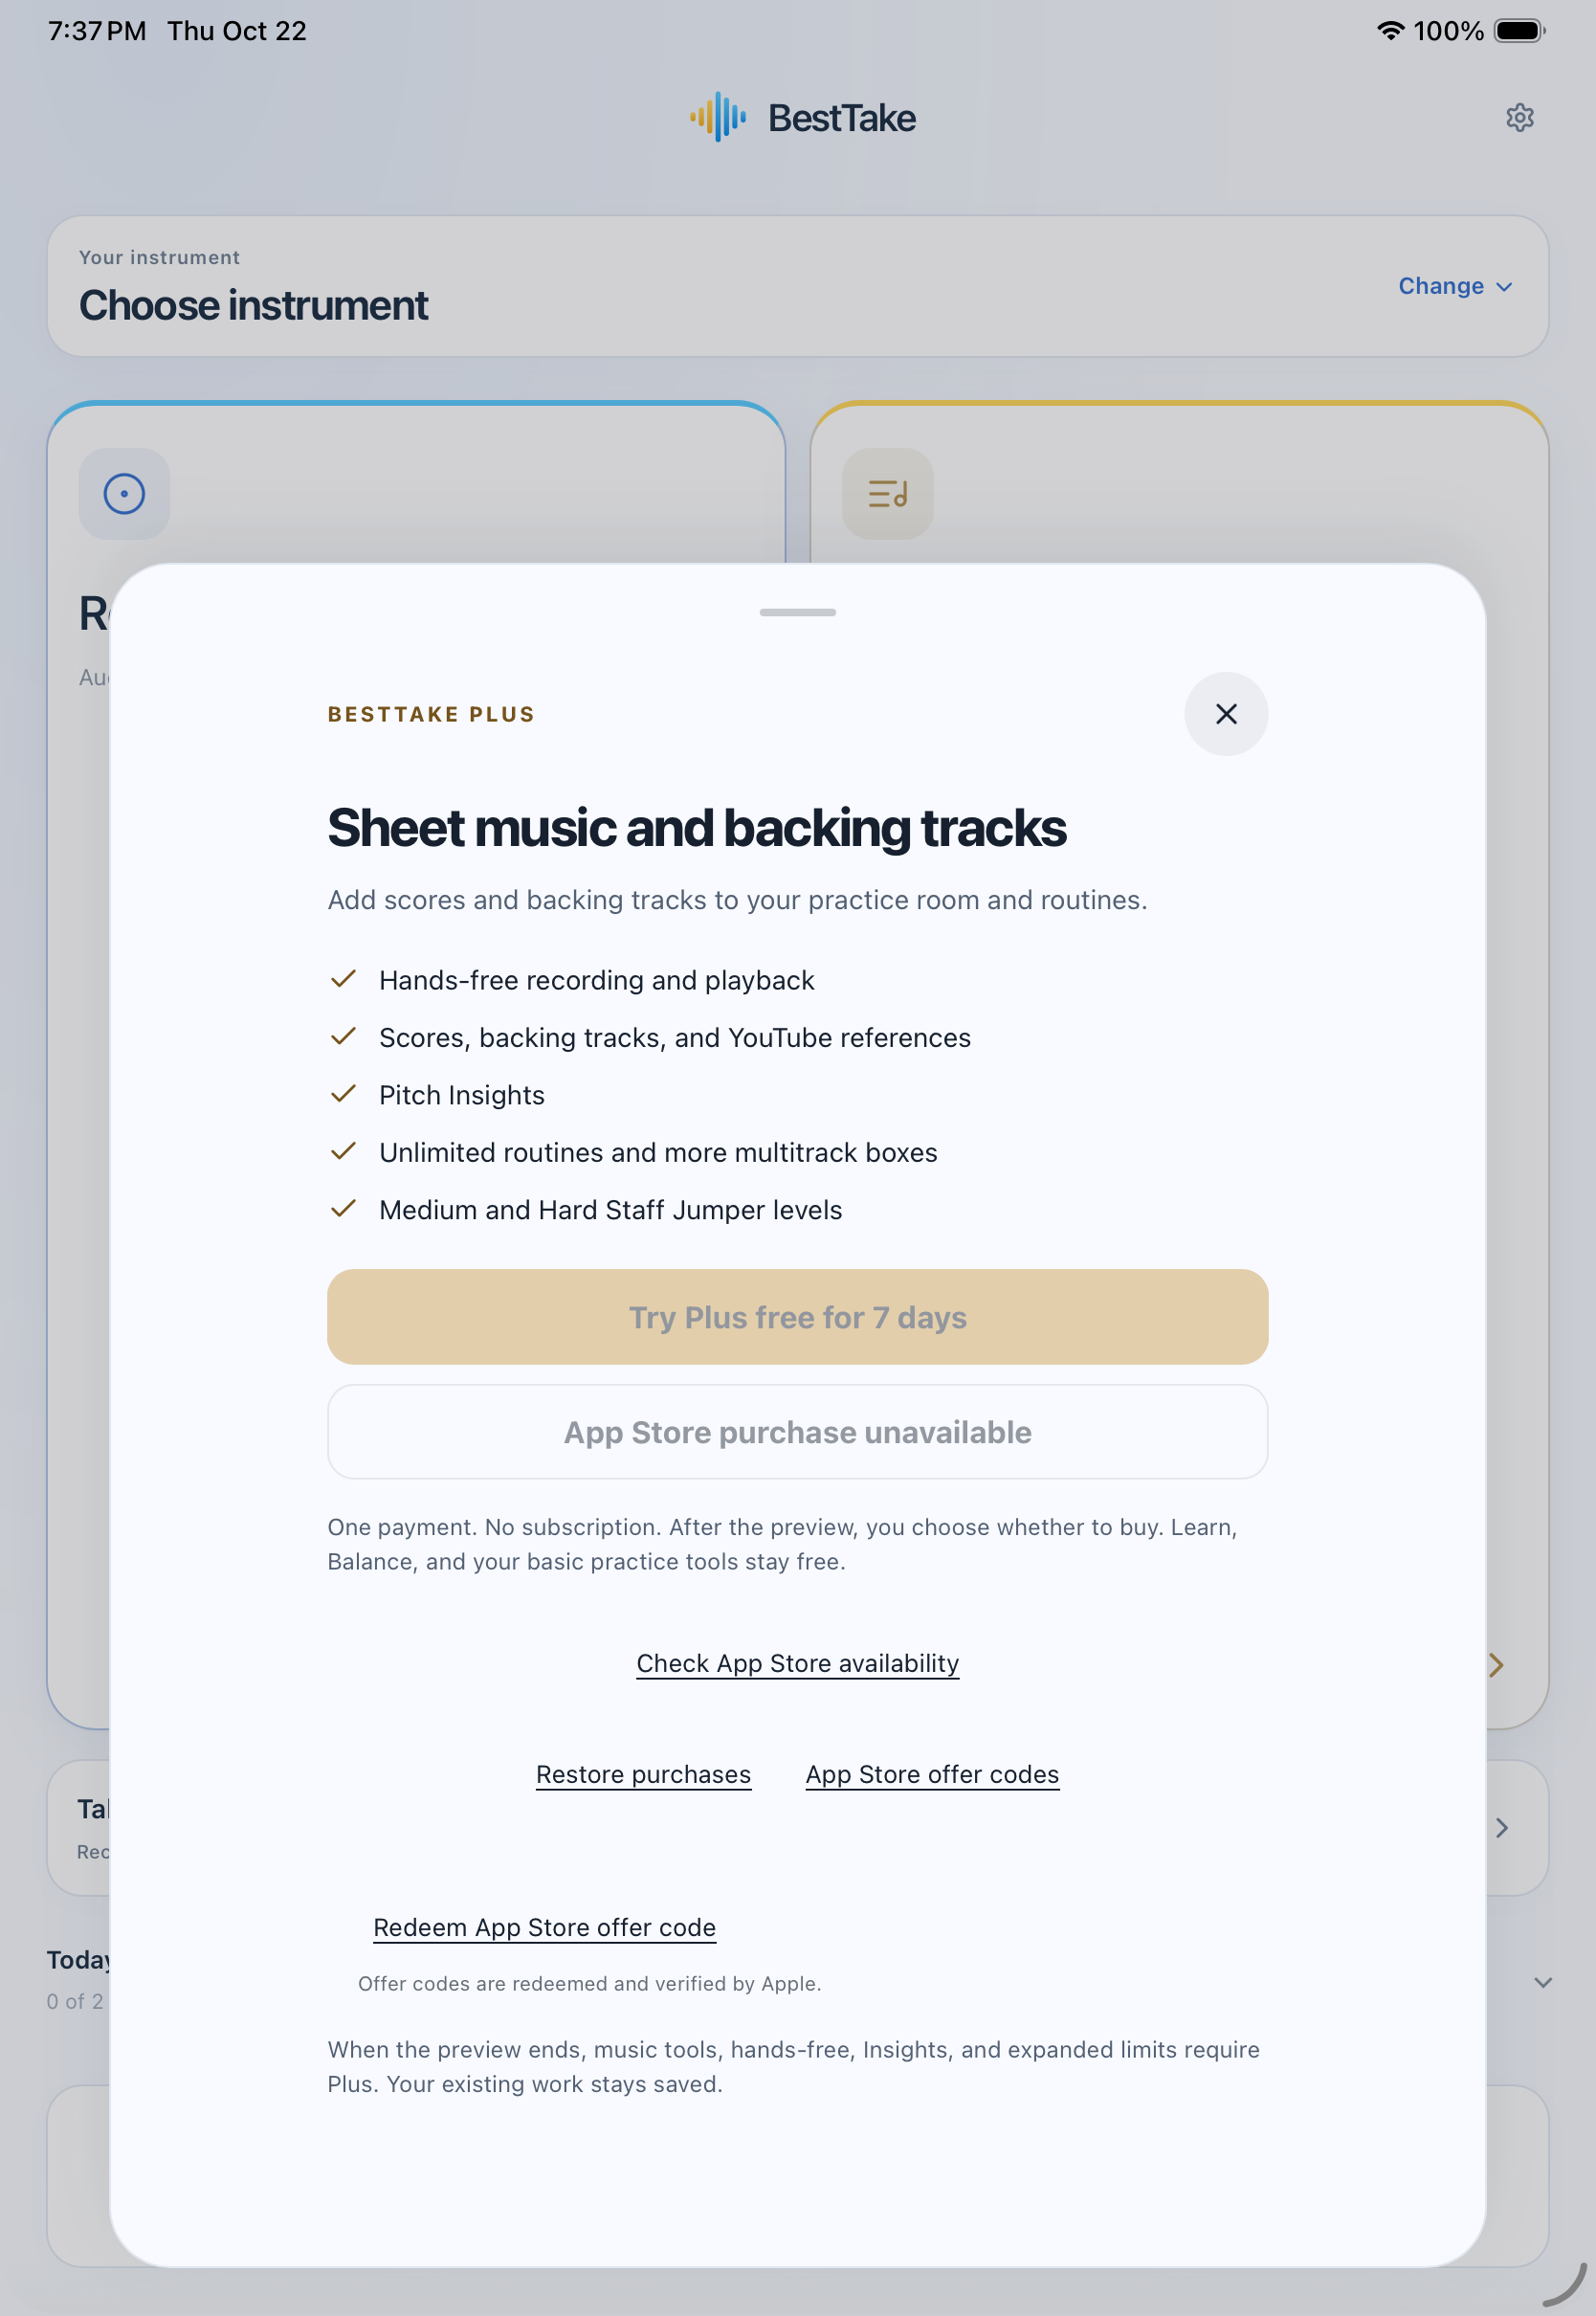 7:37 PM Thu Oct 22
100%
BestTake
Your instrument
Choose instrument
Change
BESTTAKE PLUS
Sheet music and backing tracks
Add scores and backing tracks to your practice room and routines.
Hands-free recording and playback
Scores, backing tracks, and YouTube references
Pitch Insights
Unlimited routines and more multitrack boxes
Medium and Hard Staff Jumper levels
Try Plus free for 7 days
App Store purchase unavailable
One payment. No subscription. After the preview, you choose whether to buy. Learn,
Balance, and your basic practice tools stay free.
Check App Store availability
Restore purchases App Store offer codes
Redeem App Store offer code
Offer codes are redeemed and verified by Apple.
When the preview ends, music tools, hands-free, Insights, and expanded limits require
Plus. Your existing work stays saved.
Today
0 of 2